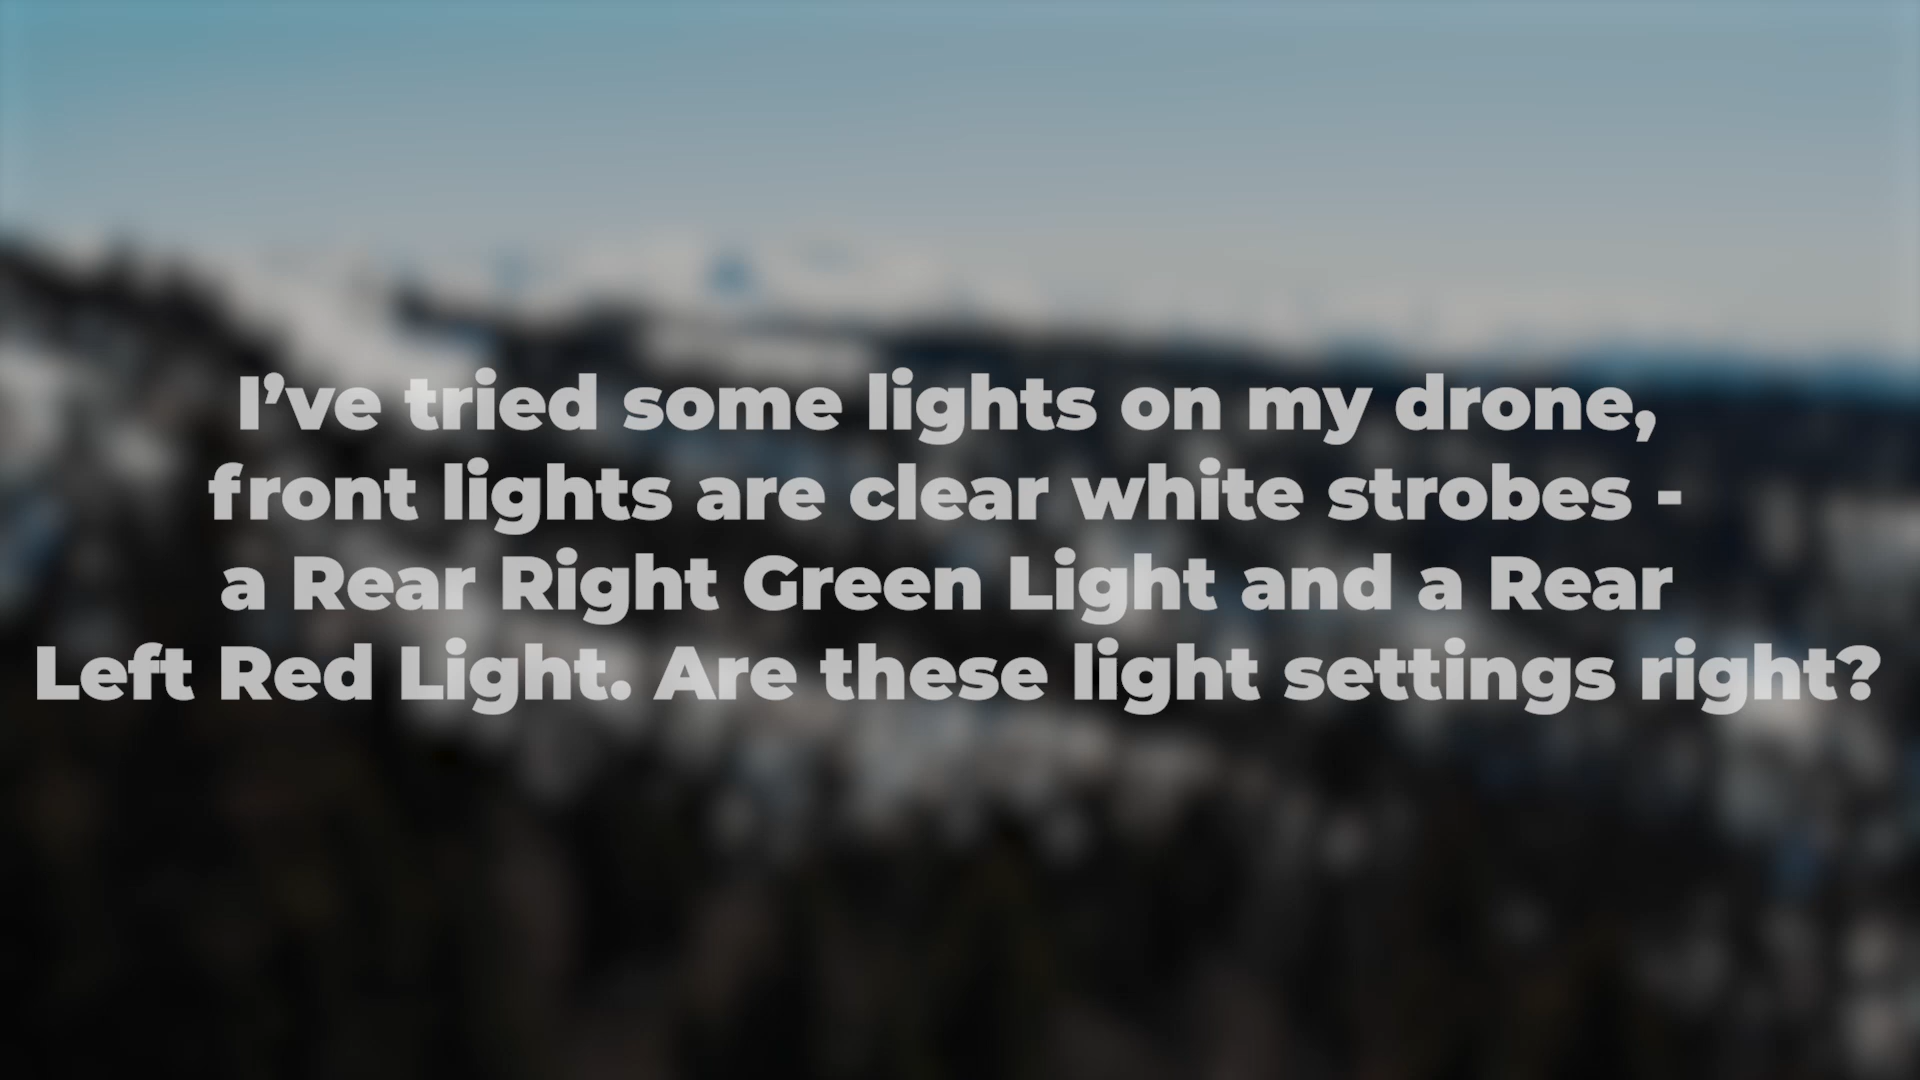 I’ve tried some lights on my drone,
front lights are clear white strobes -
a Rear Right Green Light and a Rear
Left Red Light. Are these light settings right?